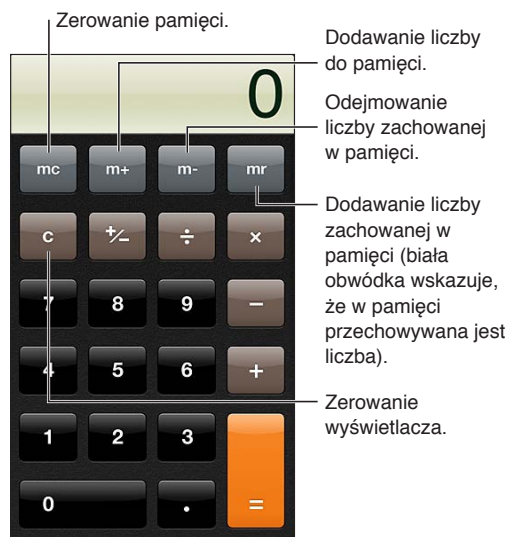 Zerowanie pamięci.
Dodawanie liczby
do pamięci.
0
Odejmowanie
liczby zachowanej
w pamięci.
mc m+ m- mr
Dodawanie liczby
zachowanej w
pamięci (biała
obwódka wskazuje,
że w pamięci
przechowywana jest
liczba).
c +/− ÷ ×
7 8 9 −
4 5 6 +
Zerowanie
wyświetlacza.
1 2 3
0 . =